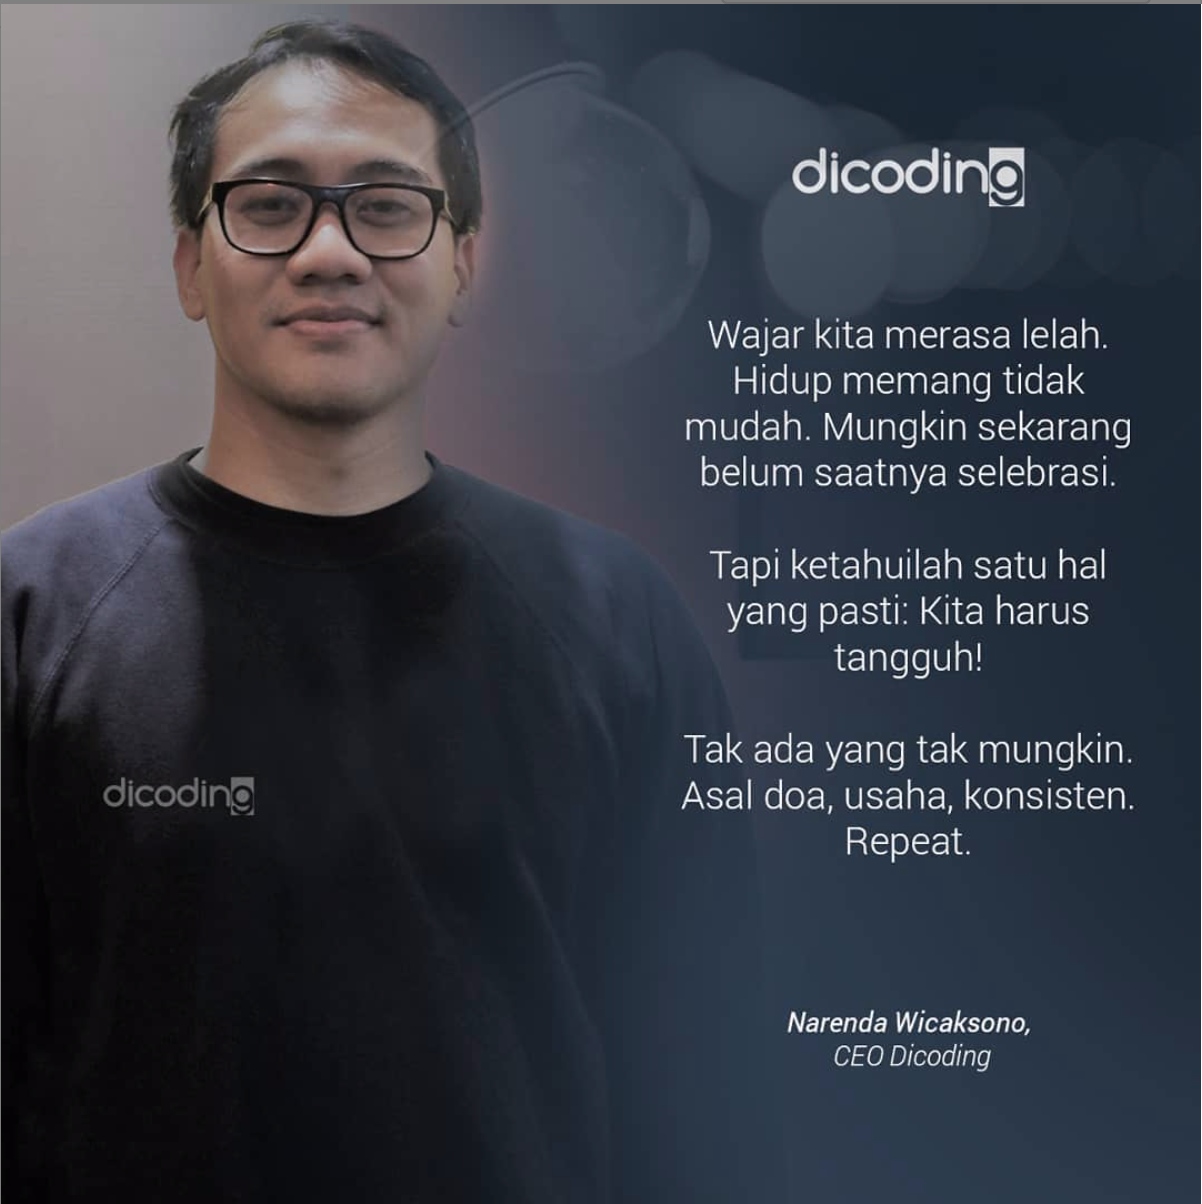 dicoding
Wajar kita merasa lelah.
Hidup memang tidak
mudah. Mungkin sekarang
belum saatnya selebrasi.
Tapi ketahuilah satu hal
yang pasti: Kita harus
tangguh!
Tak ada yang tak mungkin.
Asal doa, usaha, konsisten.
Repeat.
dicoding
Narenda Wicaksono,
CEO Dicoding